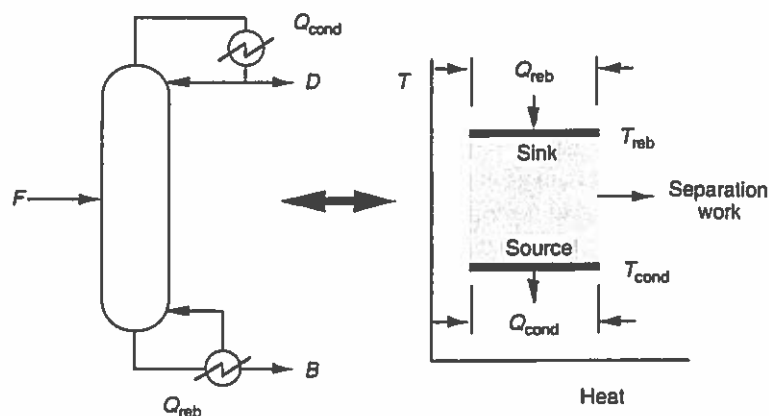 Q_cond
D
F
B
Q_reb
T
Q_reb
T_reb
Sink
Separation
work
Source
T_cond
Q_cond
Heat